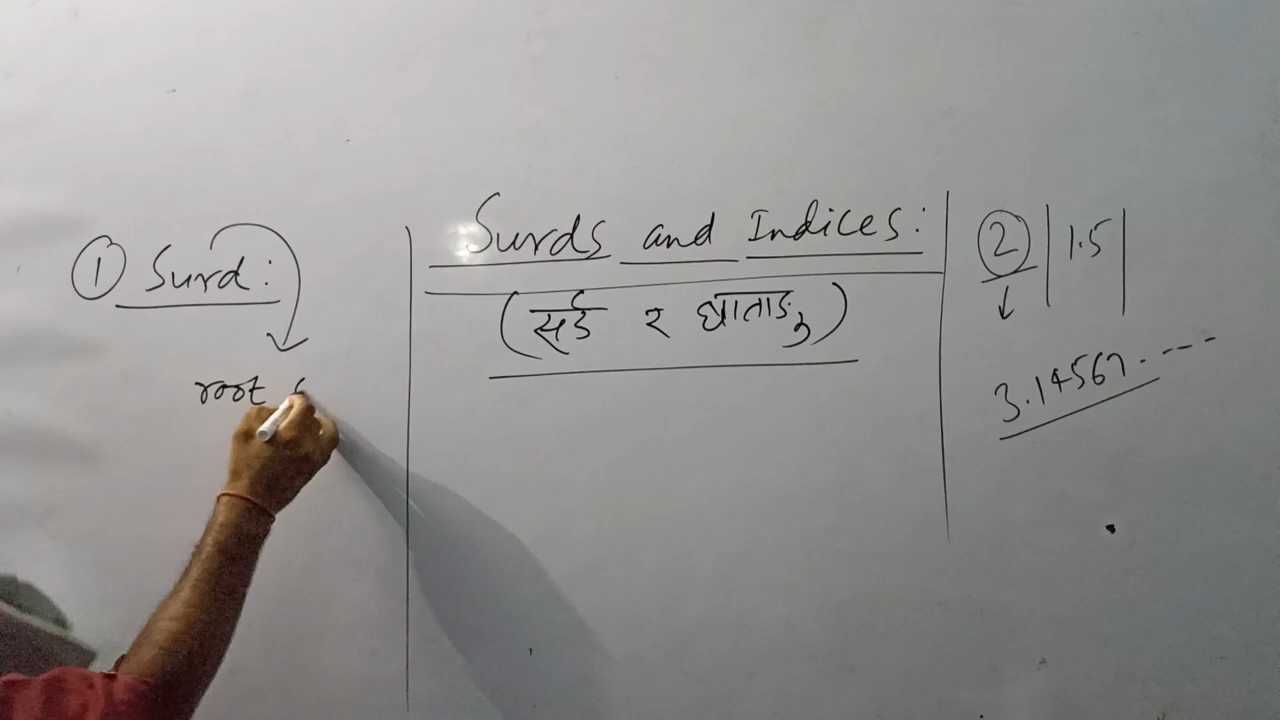 Surds and Indices:
(सर्ड र घाताङ्क)
① Surd:
root
② | 1.5 |
3.14567.---